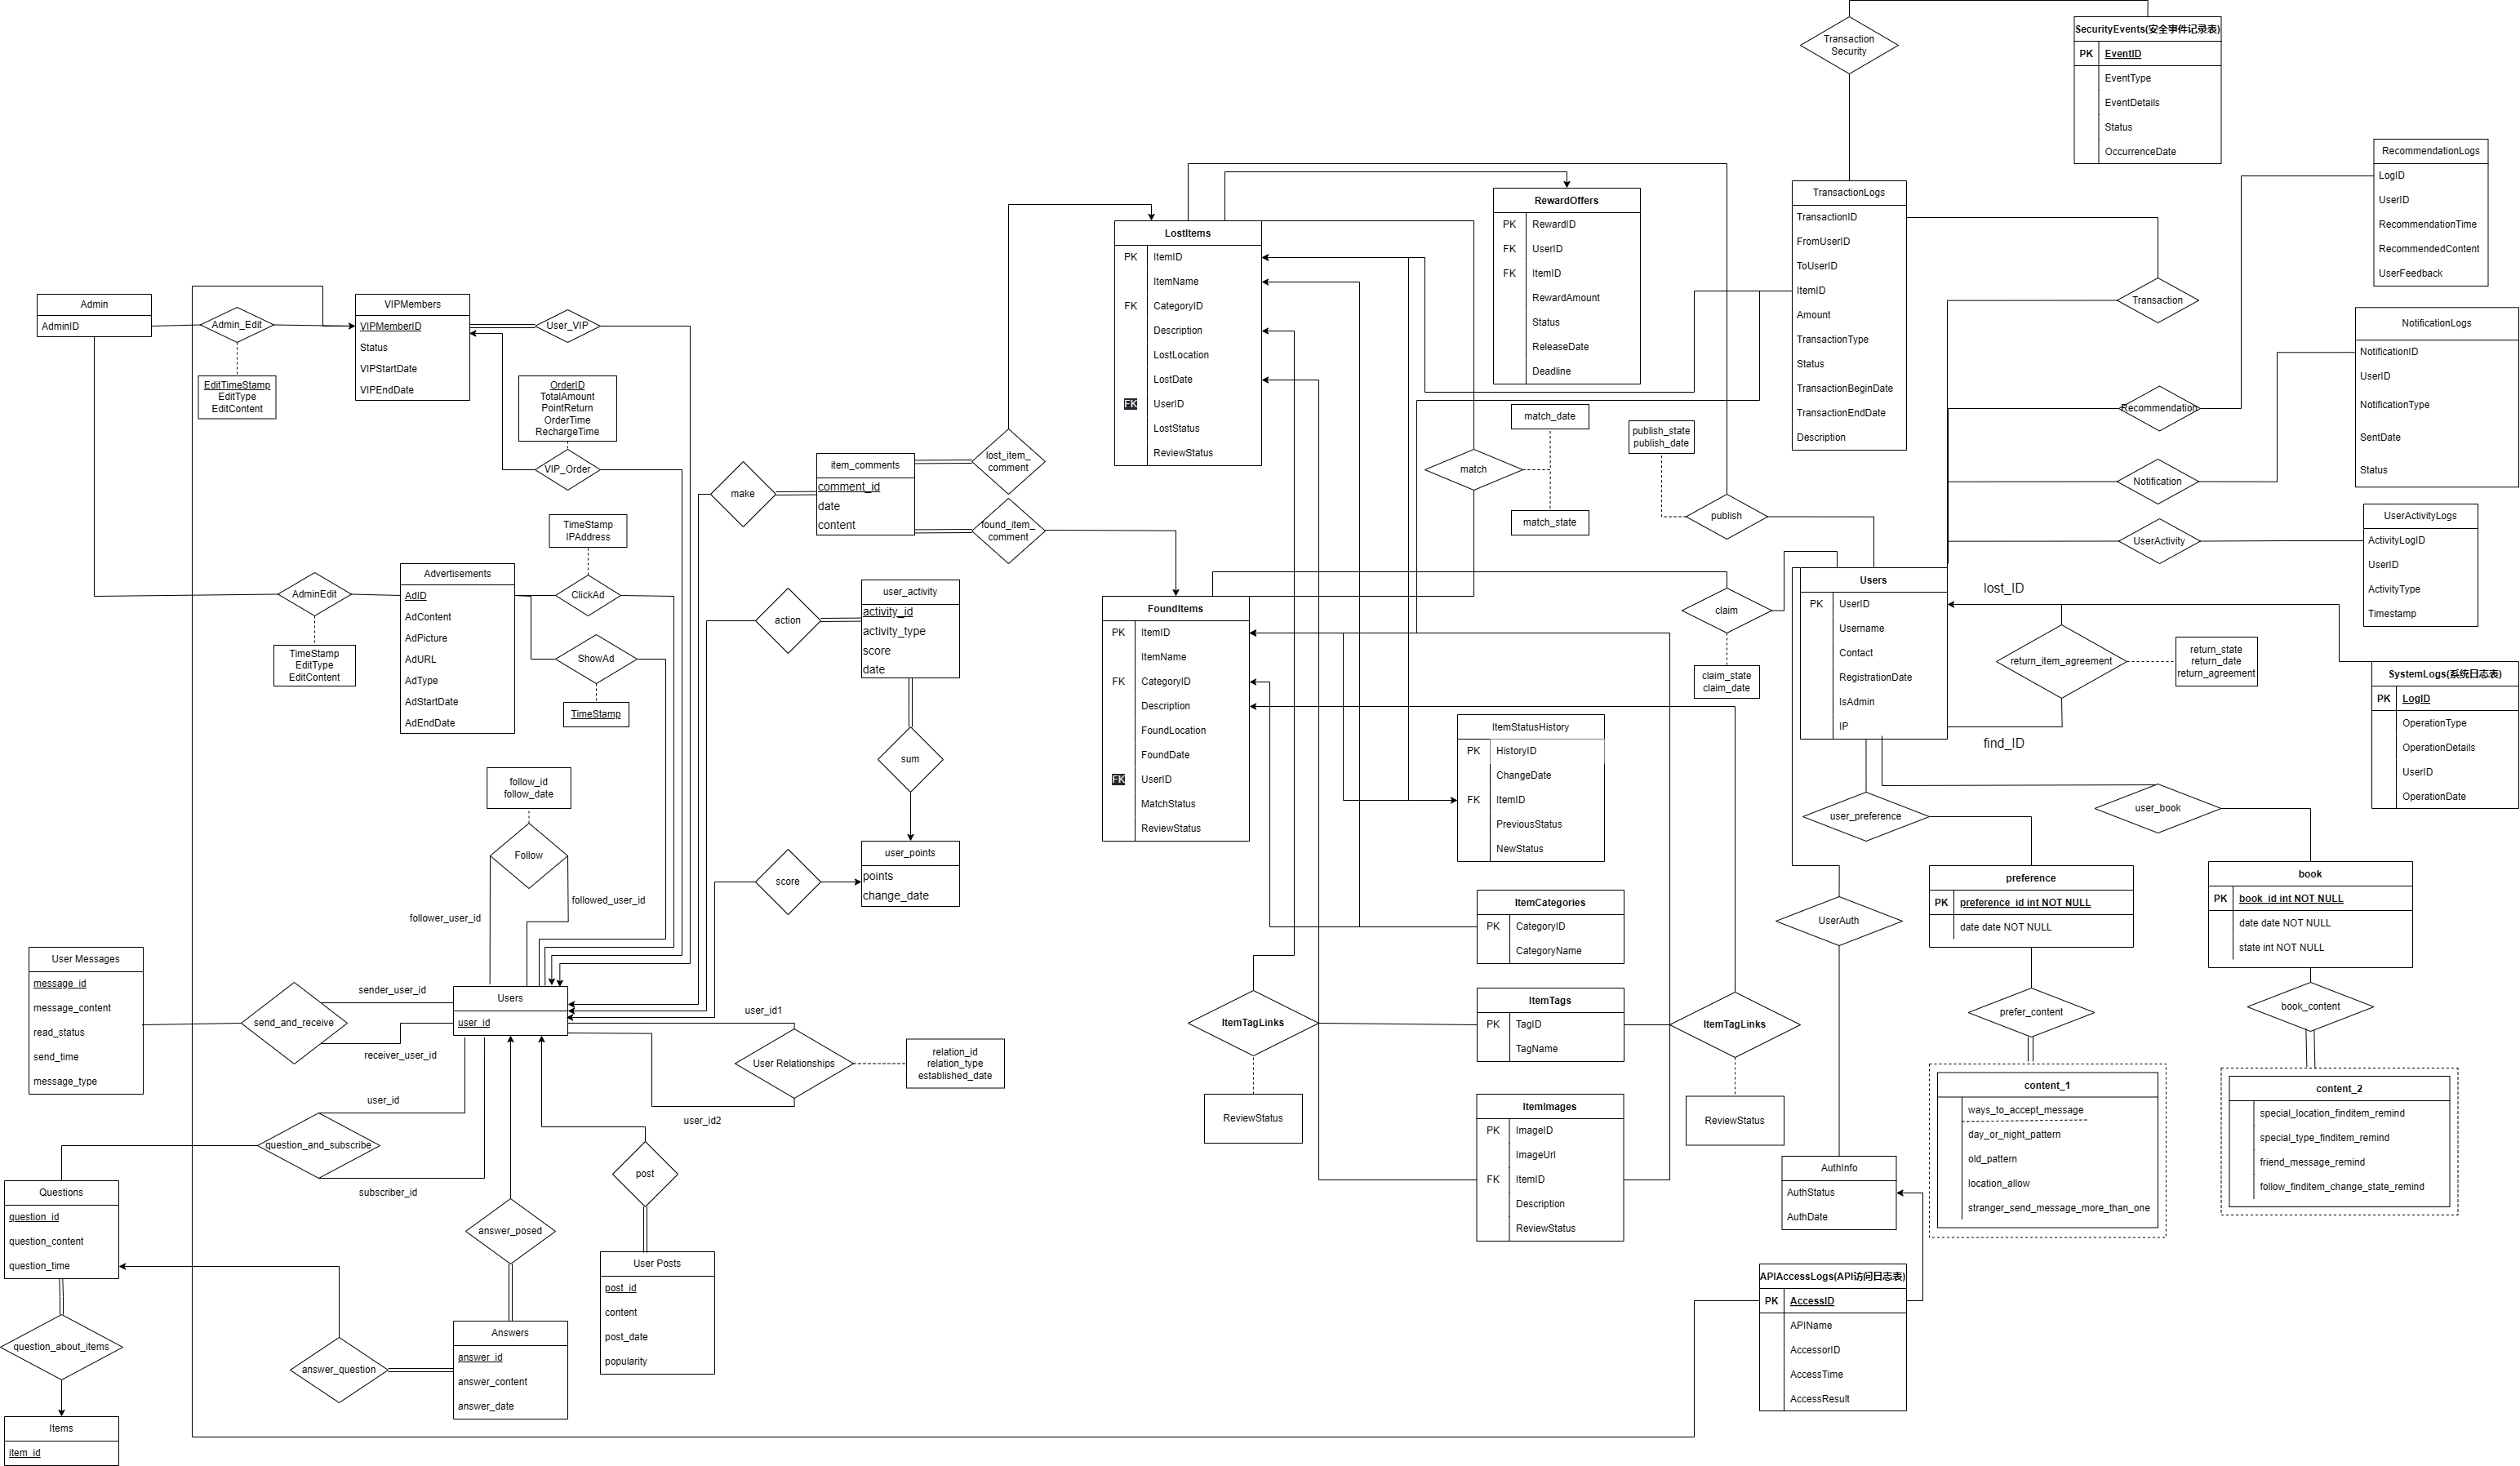 Transaction
Security
SecurityEvents(安全事件记录表)
PK
EventID
EventType
EventDetails
Status
OccurrenceDate
RecommendationLogs
LogID
UserID
RecommendationTime
RecommendedContent
UserFeedback
TransactionLogs
TransactionID
FromUserID
ToUserID
ItemID
Amount
TransactionType
Status
TransactionBeginDate
TransactionEndDate
Description
RewardOffers
PK
RewardID
FK
UserID
FK
ItemID
RewardAmount
Status
ReleaseDate
Deadline
LostItems
PK
ItemID
ItemName
FK
CategoryID
Description
LostLocation
LostDate
FK
UserID
LostStatus
ReviewStatus
Admin
AdminID
Admin_Edit
EditTimeStamp
EditType
EditContent
VIPMembers
VIPMemberID
Status
VIPStartDate
VIPEndDate
User_VIP
OrderID
TotalAmount
PointReturn
OrderTime
RechargeTime
VIP_Order
Transaction
NotificationLogs
NotificationID
UserID
NotificationType
SentDate
Status
Recommendation
Notification
match_date
match
match_state
publish_state
publish_date
publish
make
item_comments
comment_id
date
content
lost_item_
comment
found_item_
comment
UserActivityLogs
ActivityLogID
UserID
ActivityType
Timestamp
UserActivity
TimeStamp
IPAddress
ClickAd
AdminEdit
TimeStamp
EditType
EditContent
Advertisements
AdID
AdContent
AdPicture
AdURL
AdType
AdStartDate
AdEndDate
ShowAd
TimeStamp
action
user_activity
activity_id
activity_type
score
date
FoundItems
PK
ItemID
ItemName
FK
CategoryID
Description
FoundLocation
FoundDate
FK
UserID
MatchStatus
ReviewStatus
claim
claim_state
claim_date
Users
PK
UserID
Username
Contact
RegistrationDate
IsAdmin
IP
lost_ID
return_item_agreement
return_state
return_date
return_agreement
find_ID
SystemLogs(系统日志表)
PK
LogID
OperationType
OperationDetails
UserID
OperationDate
sum
ItemStatusHistory
PK
HistoryID
ChangeDate
FK
ItemID
PreviousStatus
NewStatus
follow_id
follow_date
Follow
follower_user_id
followed_user_id
score
user_points
points
change_date
user_preference
user_book
preference
PK
preference_id int NOT NULL
date date NOT NULL
book
PK
book_id int NOT NULL
date date NOT NULL
state int NOT NULL
ItemCategories
PK
CategoryID
CategoryName
UserAuth
User Messages
message_id
message_content
read_status
send_time
message_type
send_and_receive
sender_user_id
receiver_user_id
Users
user_id
user_id1
User Relationships
relation_id
relation_type
established_date
user_id2
ItemTagLinks
ItemTags
PK
TagID
TagName
ItemTagLinks
ReviewStatus
ReviewStatus
ItemImages
PK
ImageID
ImageUrl
FK
ItemID
Description
ReviewStatus
prefer_content
book_content
content_1
ways_to_accept_message
day_or_night_pattern
old_pattern
location_allow
stranger_send_message_more_than_one
content_2
special_location_finditem_remind
special_type_finditem_remind
friend_message_remind
follow_finditem_change_state_remind
user_id
question_and_subscribe
subscriber_id
Questions
question_id
question_content
question_time
post
answer_posed
User Posts
post_id
content
post_date
popularity
AuthInfo
AuthStatus
AuthDate
APIAccessLogs(API访问日志表)
PK
AccessID
APIName
AccessorID
AccessTime
AccessResult
question_about_items
answer_question
Answers
answer_id
answer_content
answer_date
Items
item_id